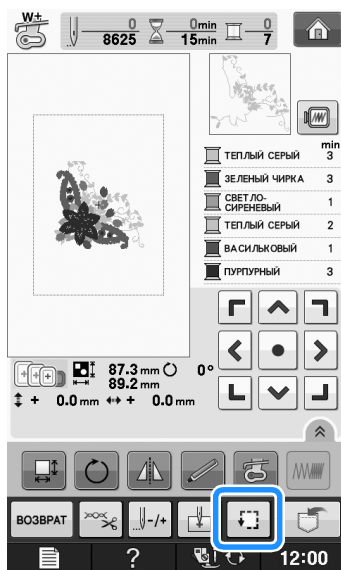 W+
0
8625
0min
15min
0
7
min
ТЕПЛЫЙ СЕРЫЙ 3
ЗЕЛЕНЫЙ ЧИРКА 3
СВЕТЛО-
СИРЕНЕВЫЙ 1
ТЕПЛЫЙ СЕРЫЙ 2
ВАСИЛЬКОВЫЙ 1
ПУРПУРНЫЙ 3
87.3 mm 0°
89.2 mm
+ 0.0 mm + 0.0 mm
ВОЗВРАТ -/+
? 12:00